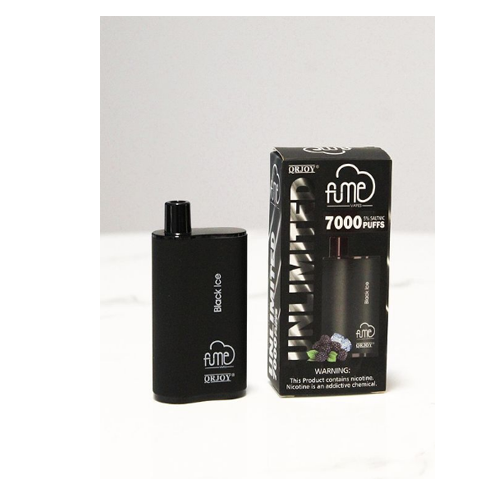 Black Ice
fume
QRJOY®
QRJOY®
fume
VAPES
7000
5% SALTNIC
PUFFS
UNLIMITED
Black Ice
WARNING:
This Product contains nicotine.
Nicotine is an addictive chemical.